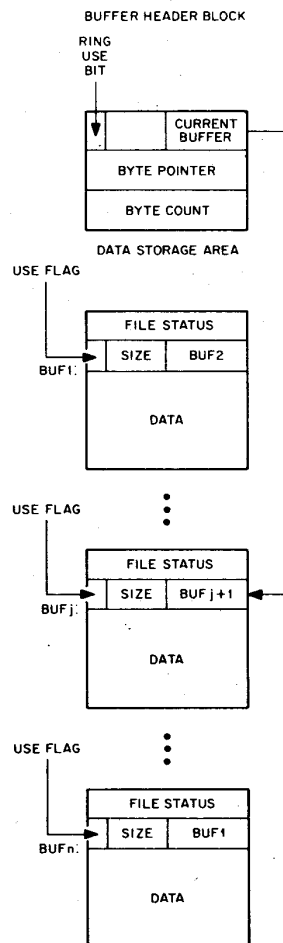 BUFFER HEADER BLOCK
RING
USE
BIT
CURRENT
BUFFER
BYTE POINTER
BYTE COUNT
DATA STORAGE AREA
USE FLAG
FILE STATUS
BUF1:
SIZE
BUF2
DATA
USE FLAG
FILE STATUS
BUFj:
SIZE
BUFj+1
DATA
USE FLAG
FILE STATUS
BUFn:
SIZE
BUF1
DATA